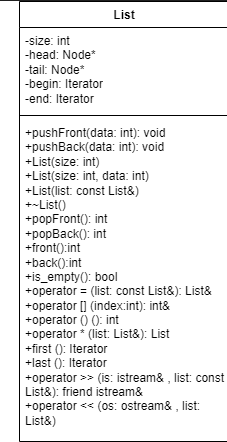 List
-size: int
-head: Node*
-tail: Node*
-begin: Iterator
-end: Iterator
+pushFront(data: int): void
+pushBack(data: int): void
+List(size: int)
+List(size: int, data: int)
+List(list: const List&)
+~List()
+popFront(): int
+popBack(): int
+front():int
+back():int
+is_empty(): bool
+operator = (list: const List&): List&
+operator [] (index:int): int&
+operator () (): int
+operator * (list: List&): List
+first (): Iterator
+last (): Iterator
+operator >> (is: istream& , list: const
List&): friend istream&
+operator << (os: ostream& , list:
List&)